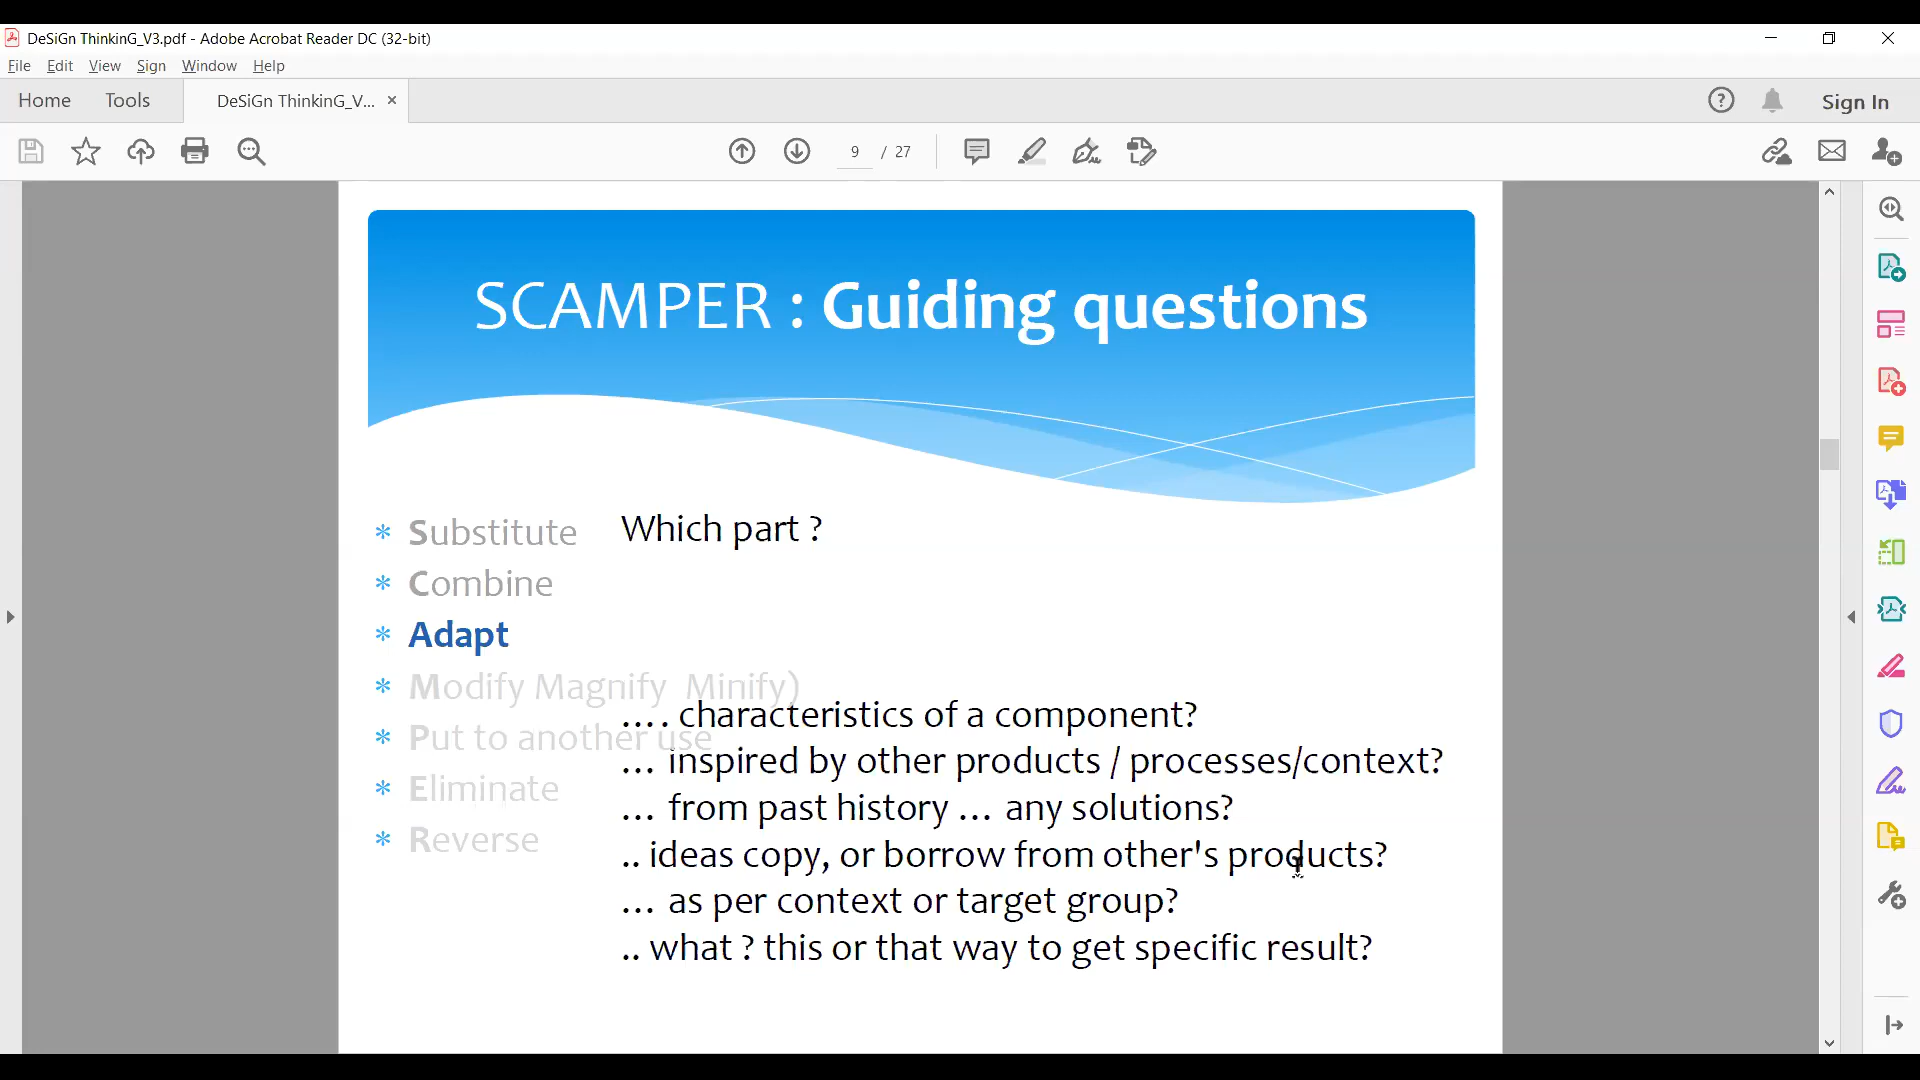 DeSiGn ThinkinG_V3.pdf - Adobe Acrobat Reader DC (32-bit)
File Edit View Sign Window Help
Home Tools DeSiGn ThinkinG_V... × Sign In
9 / 27
SCAMPER : Guiding questions
* Substitute Which part ?
* Combine
* Adapt
* Modify Magnify Minify)
.... characteristics of a component?
* Put to another use
... inspired by other products / processes/context?
* Eliminate
... from past history ... any solutions?
* Reverse
.. ideas copy, or borrow from other's products?
... as per context or target group?
.. what ? this or that way to get specific result?